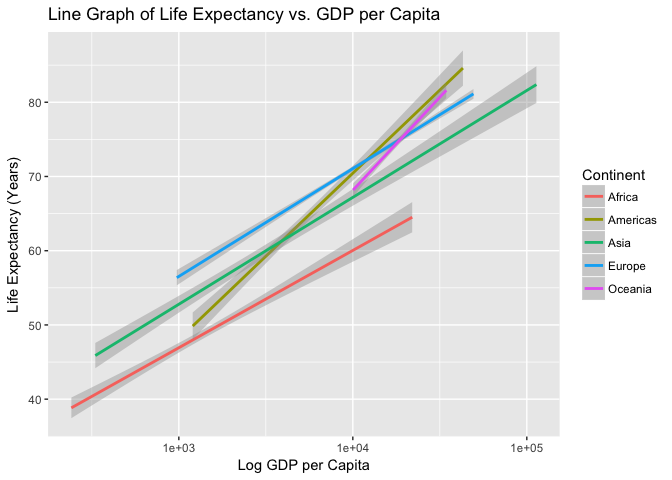 Line Graph of Life Expectancy vs. GDP per Capita
Life Expectancy (Years)
80
70
60
50
40
1e+03
1e+04
1e+05
Log GDP per Capita
Continent
Africa
Americas
Asia
Europe
Oceania